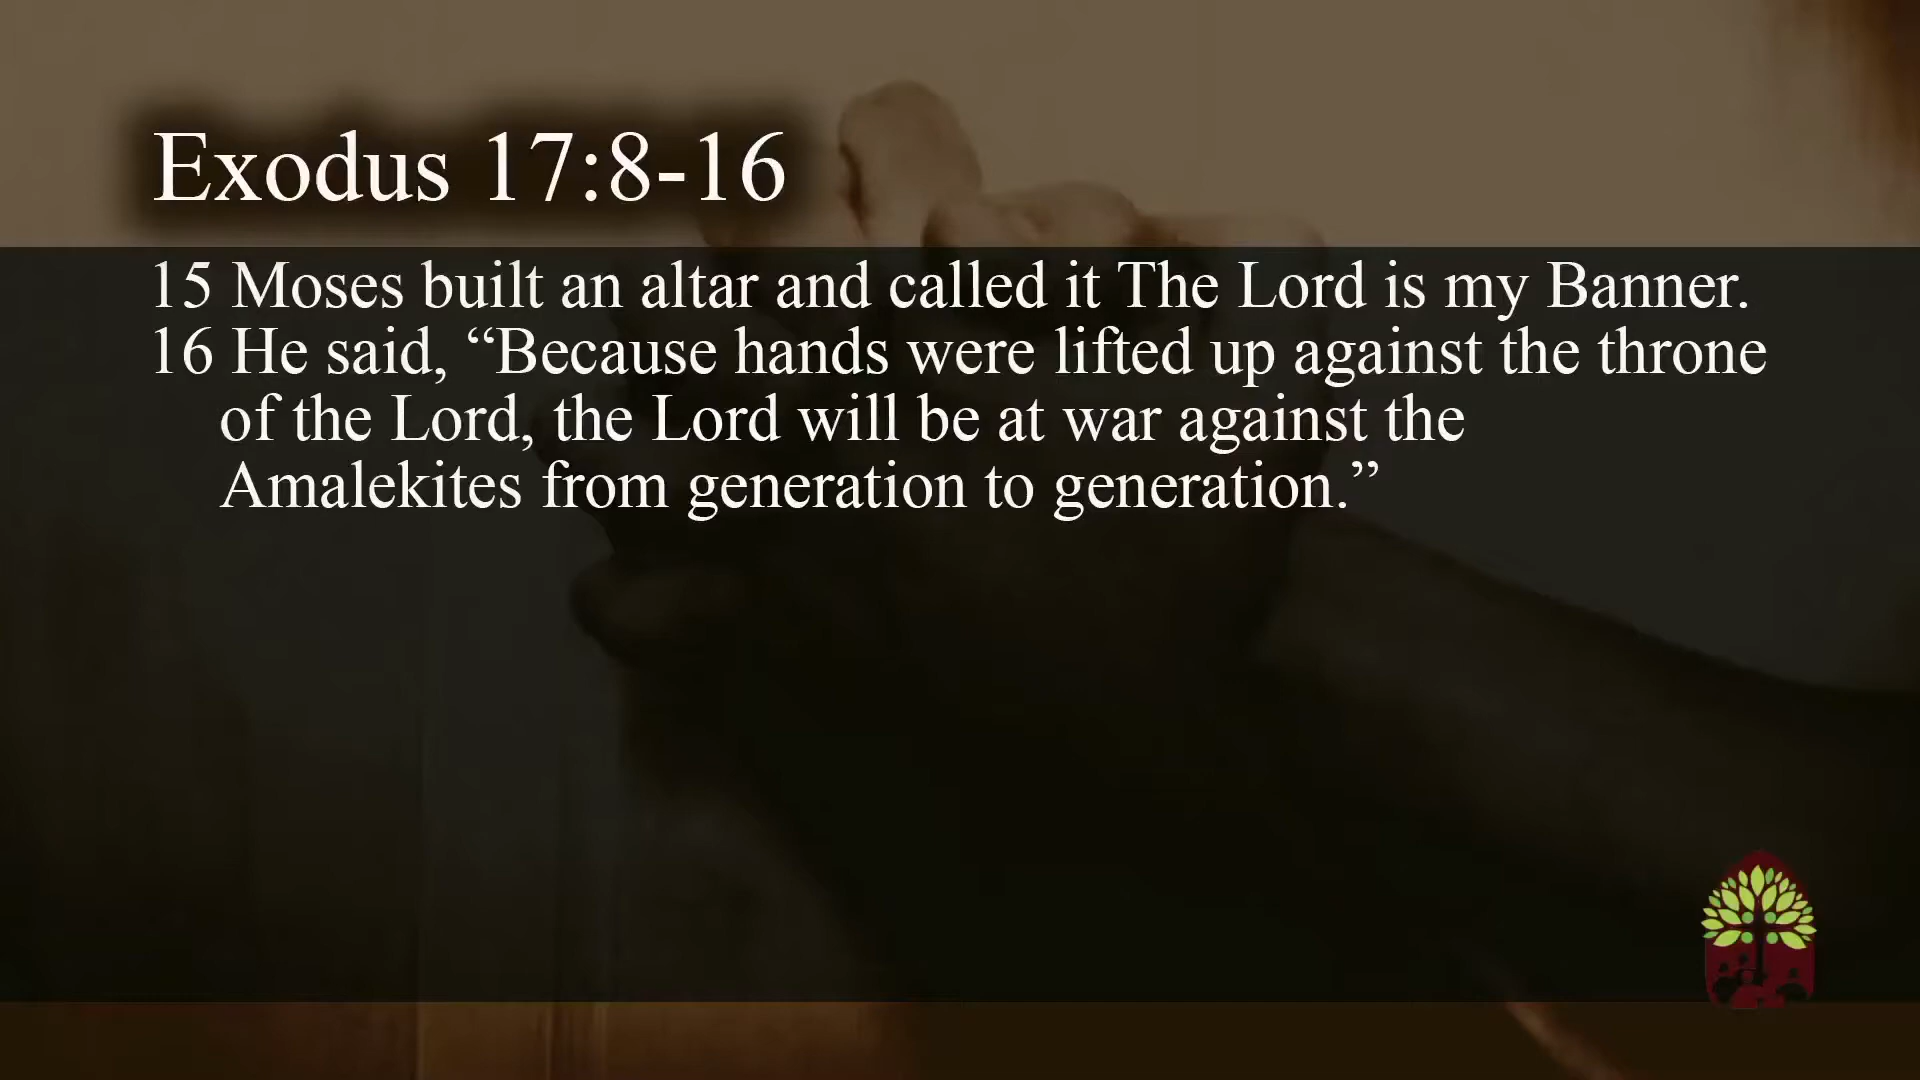 Exodus 17:8-16
15 Moses built an altar and called it The Lord is my Banner.
16 He said, “Because hands were lifted up against the throne
of the Lord, the Lord will be at war against the
Amalekites from generation to generation.”